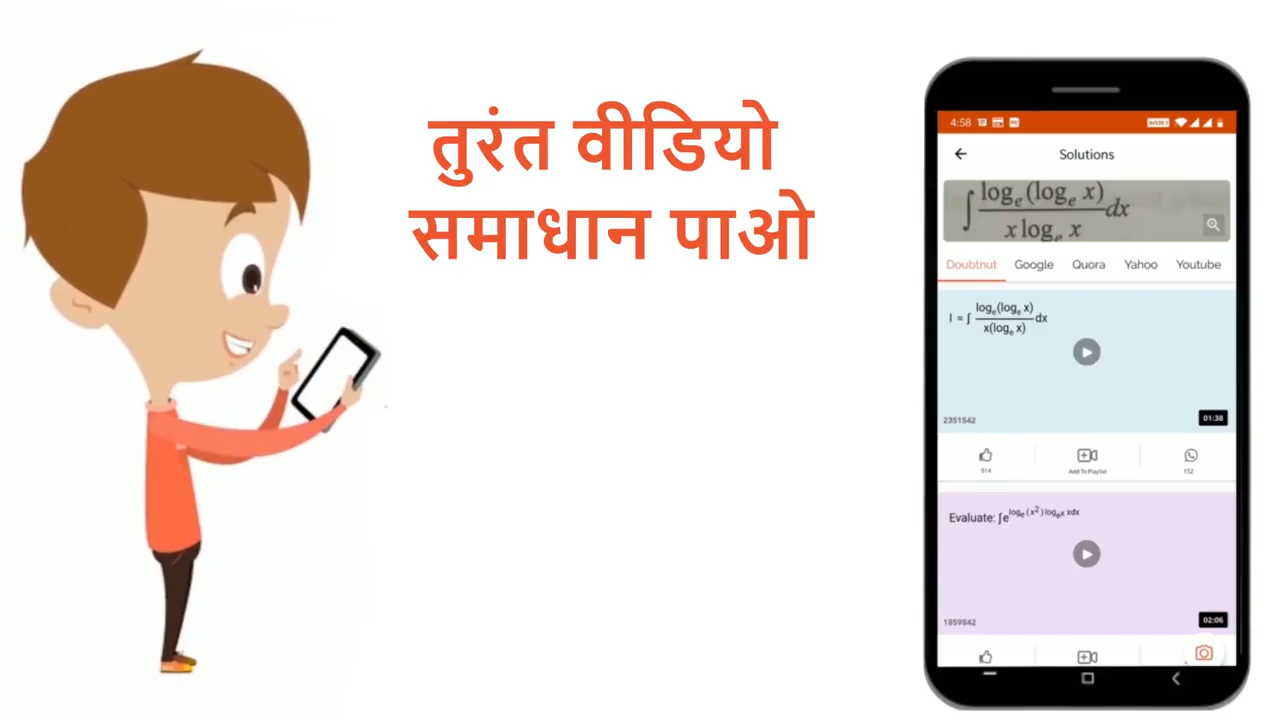 तुरंत वीडियो
समाधान पाओ
4:58
Solutions
∫ logₑ(logₑ x) / x logₑ x dx
Doubtnut Google Quora Yahoo Youtube
I = ∫ logₑ(logₑ x) / x(logₑ x) dx
2351542
01:38
914
Add To Playlist
152
Evaluate: ∫e^logₑ(x²) logₑx xdx
1859842
02:06